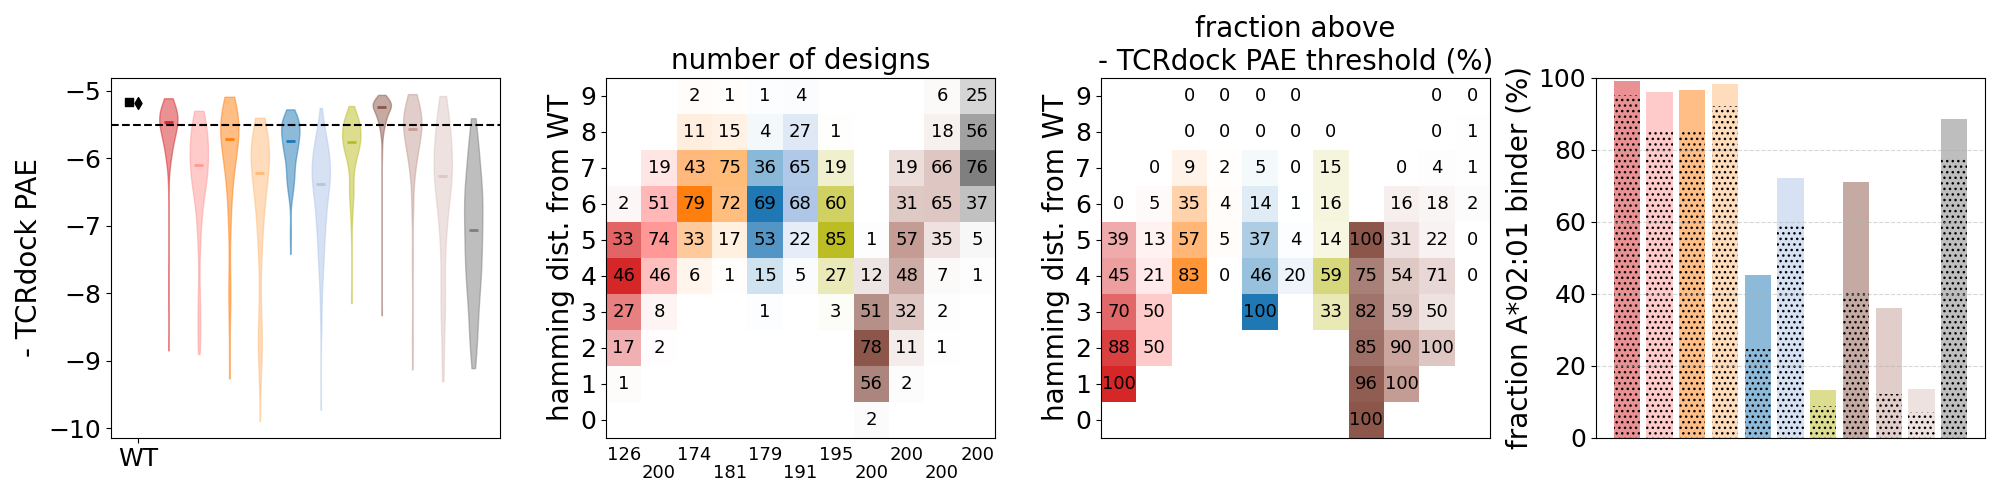 - TCRdock PAE
−5
−6
−7
−8
−9
−10
WT
number of designs
hamming dist. from WT
9 2 1 1 4 6 25
8 11 15 4 27 1 18 56
7 19 43 75 36 65 19 19 66 76
6 2 51 79 72 69 68 60 31 65 37
5 33 74 33 17 53 22 85 1 57 35 5
4 46 46 6 1 15 5 27 12 48 7 1
3 27 8 1 3 51 32 2
2 17 2 78 11 1
1 1 56 2
0 2
126 174 179 195 200 200
200 181 191 200 200
fraction above
- TCRdock PAE threshold (%)
hamming dist. from WT
9 0 0 0 0 0 0
8 0 0 0 0 0 0 1
7 0 9 2 5 0 15 0 4 1
6 0 5 35 4 14 1 16 16 18 2
5 39 13 57 5 37 4 14 100 31 22 0
4 45 21 83 0 46 20 59 75 54 71 0
3 70 50 100 33 82 59 50
2 88 50 85 90 100
1 100 96 100
0 100
fraction A*02:01 binder (%)
100
80
60
40
20
0